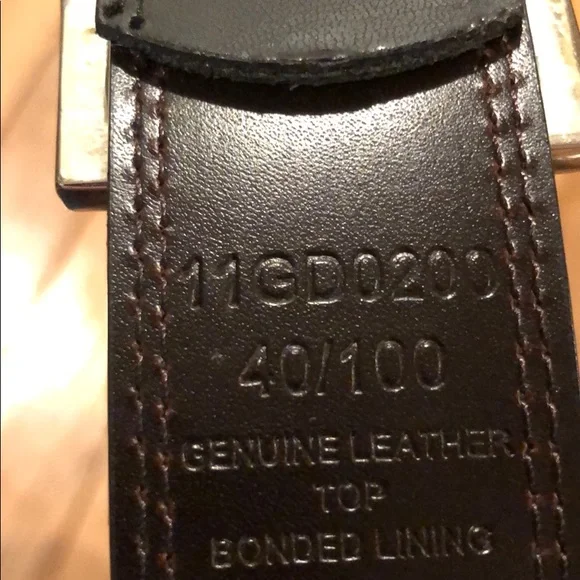 11GD0200
40/100
GENUINE LEATHER
TOP
BONDED LINING